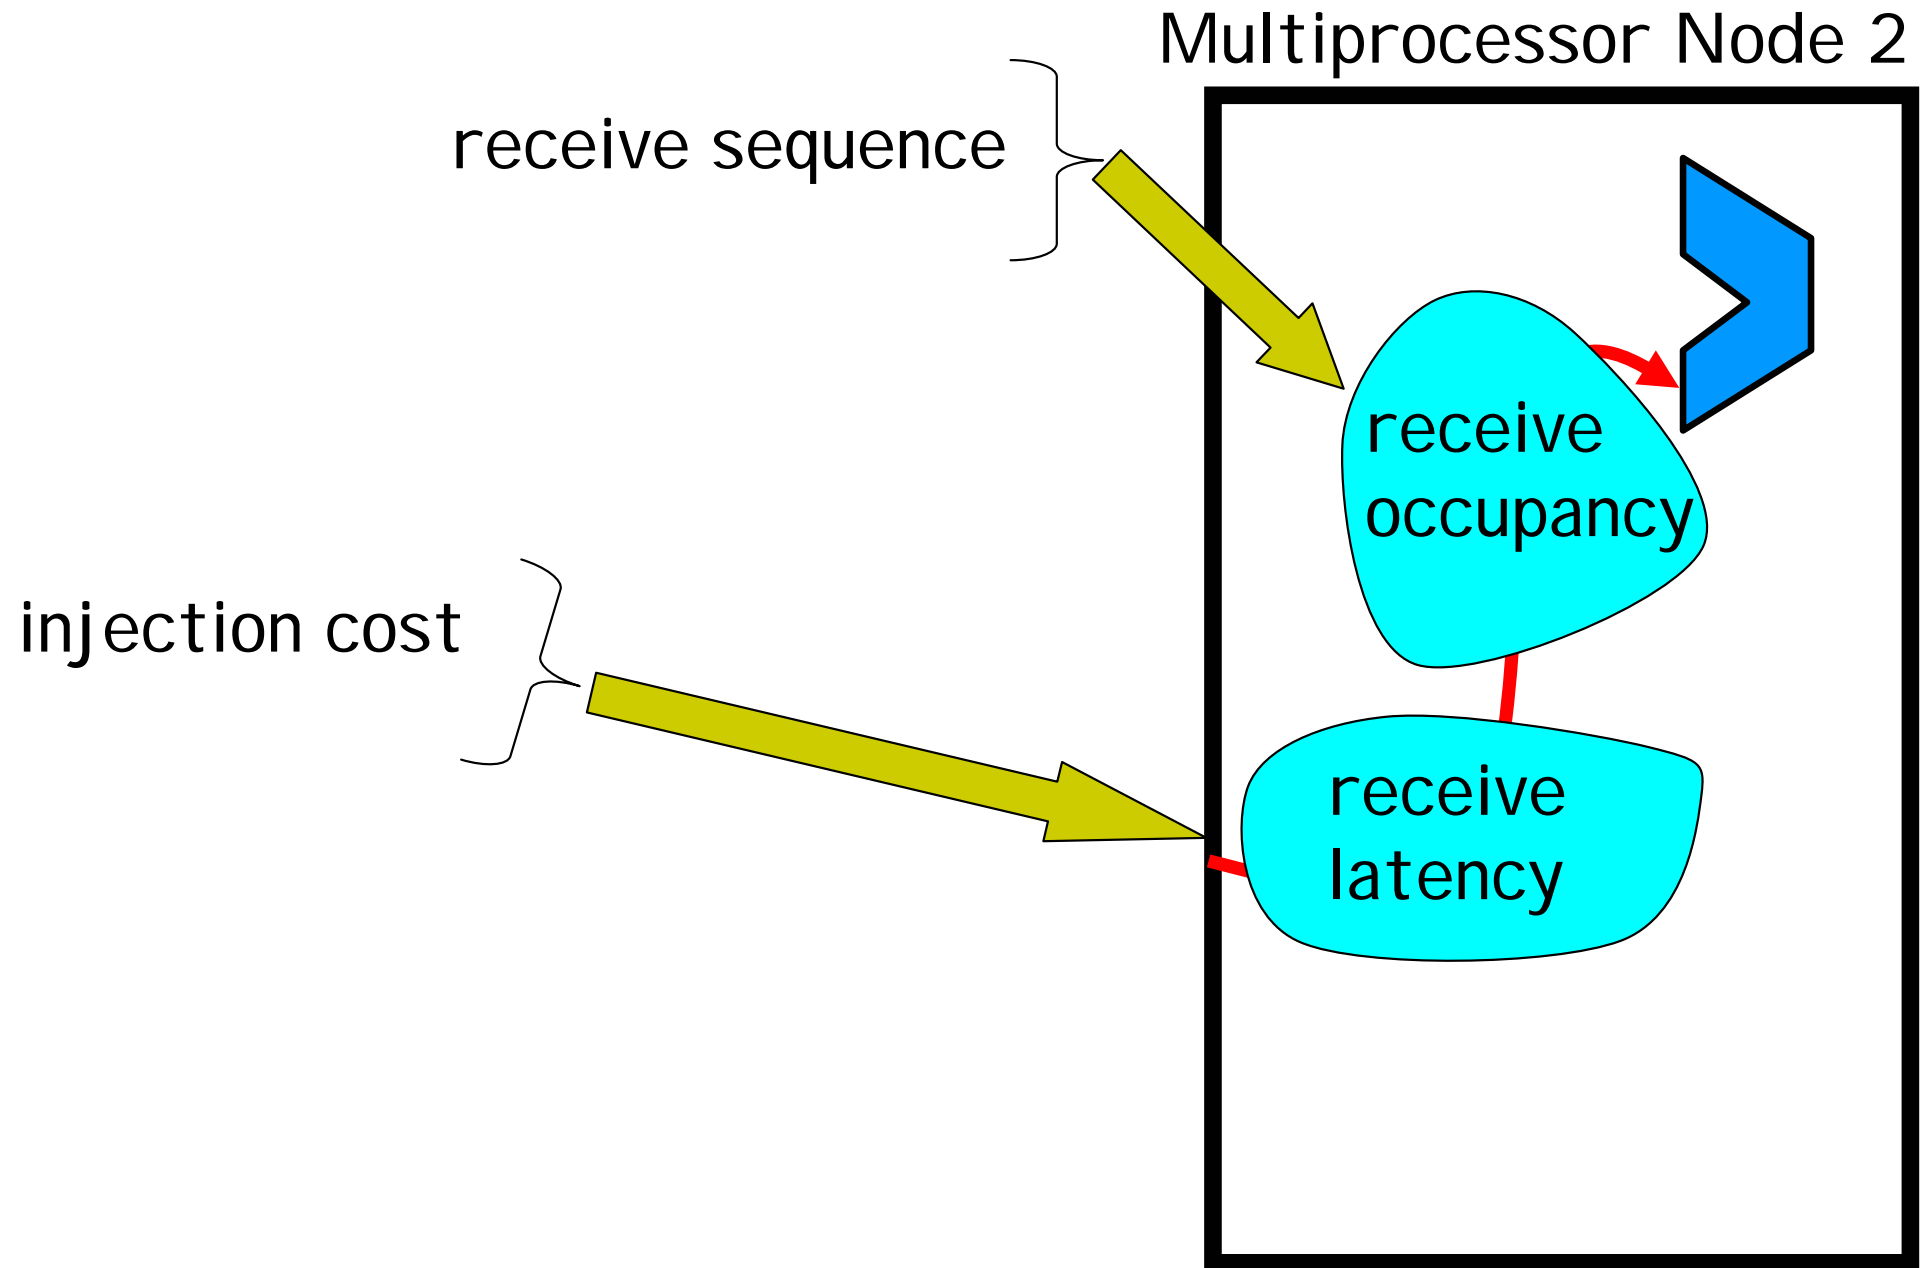 Multiprocessor Node 2
receive sequence
receive
occupancy
injection cost
receive
latency